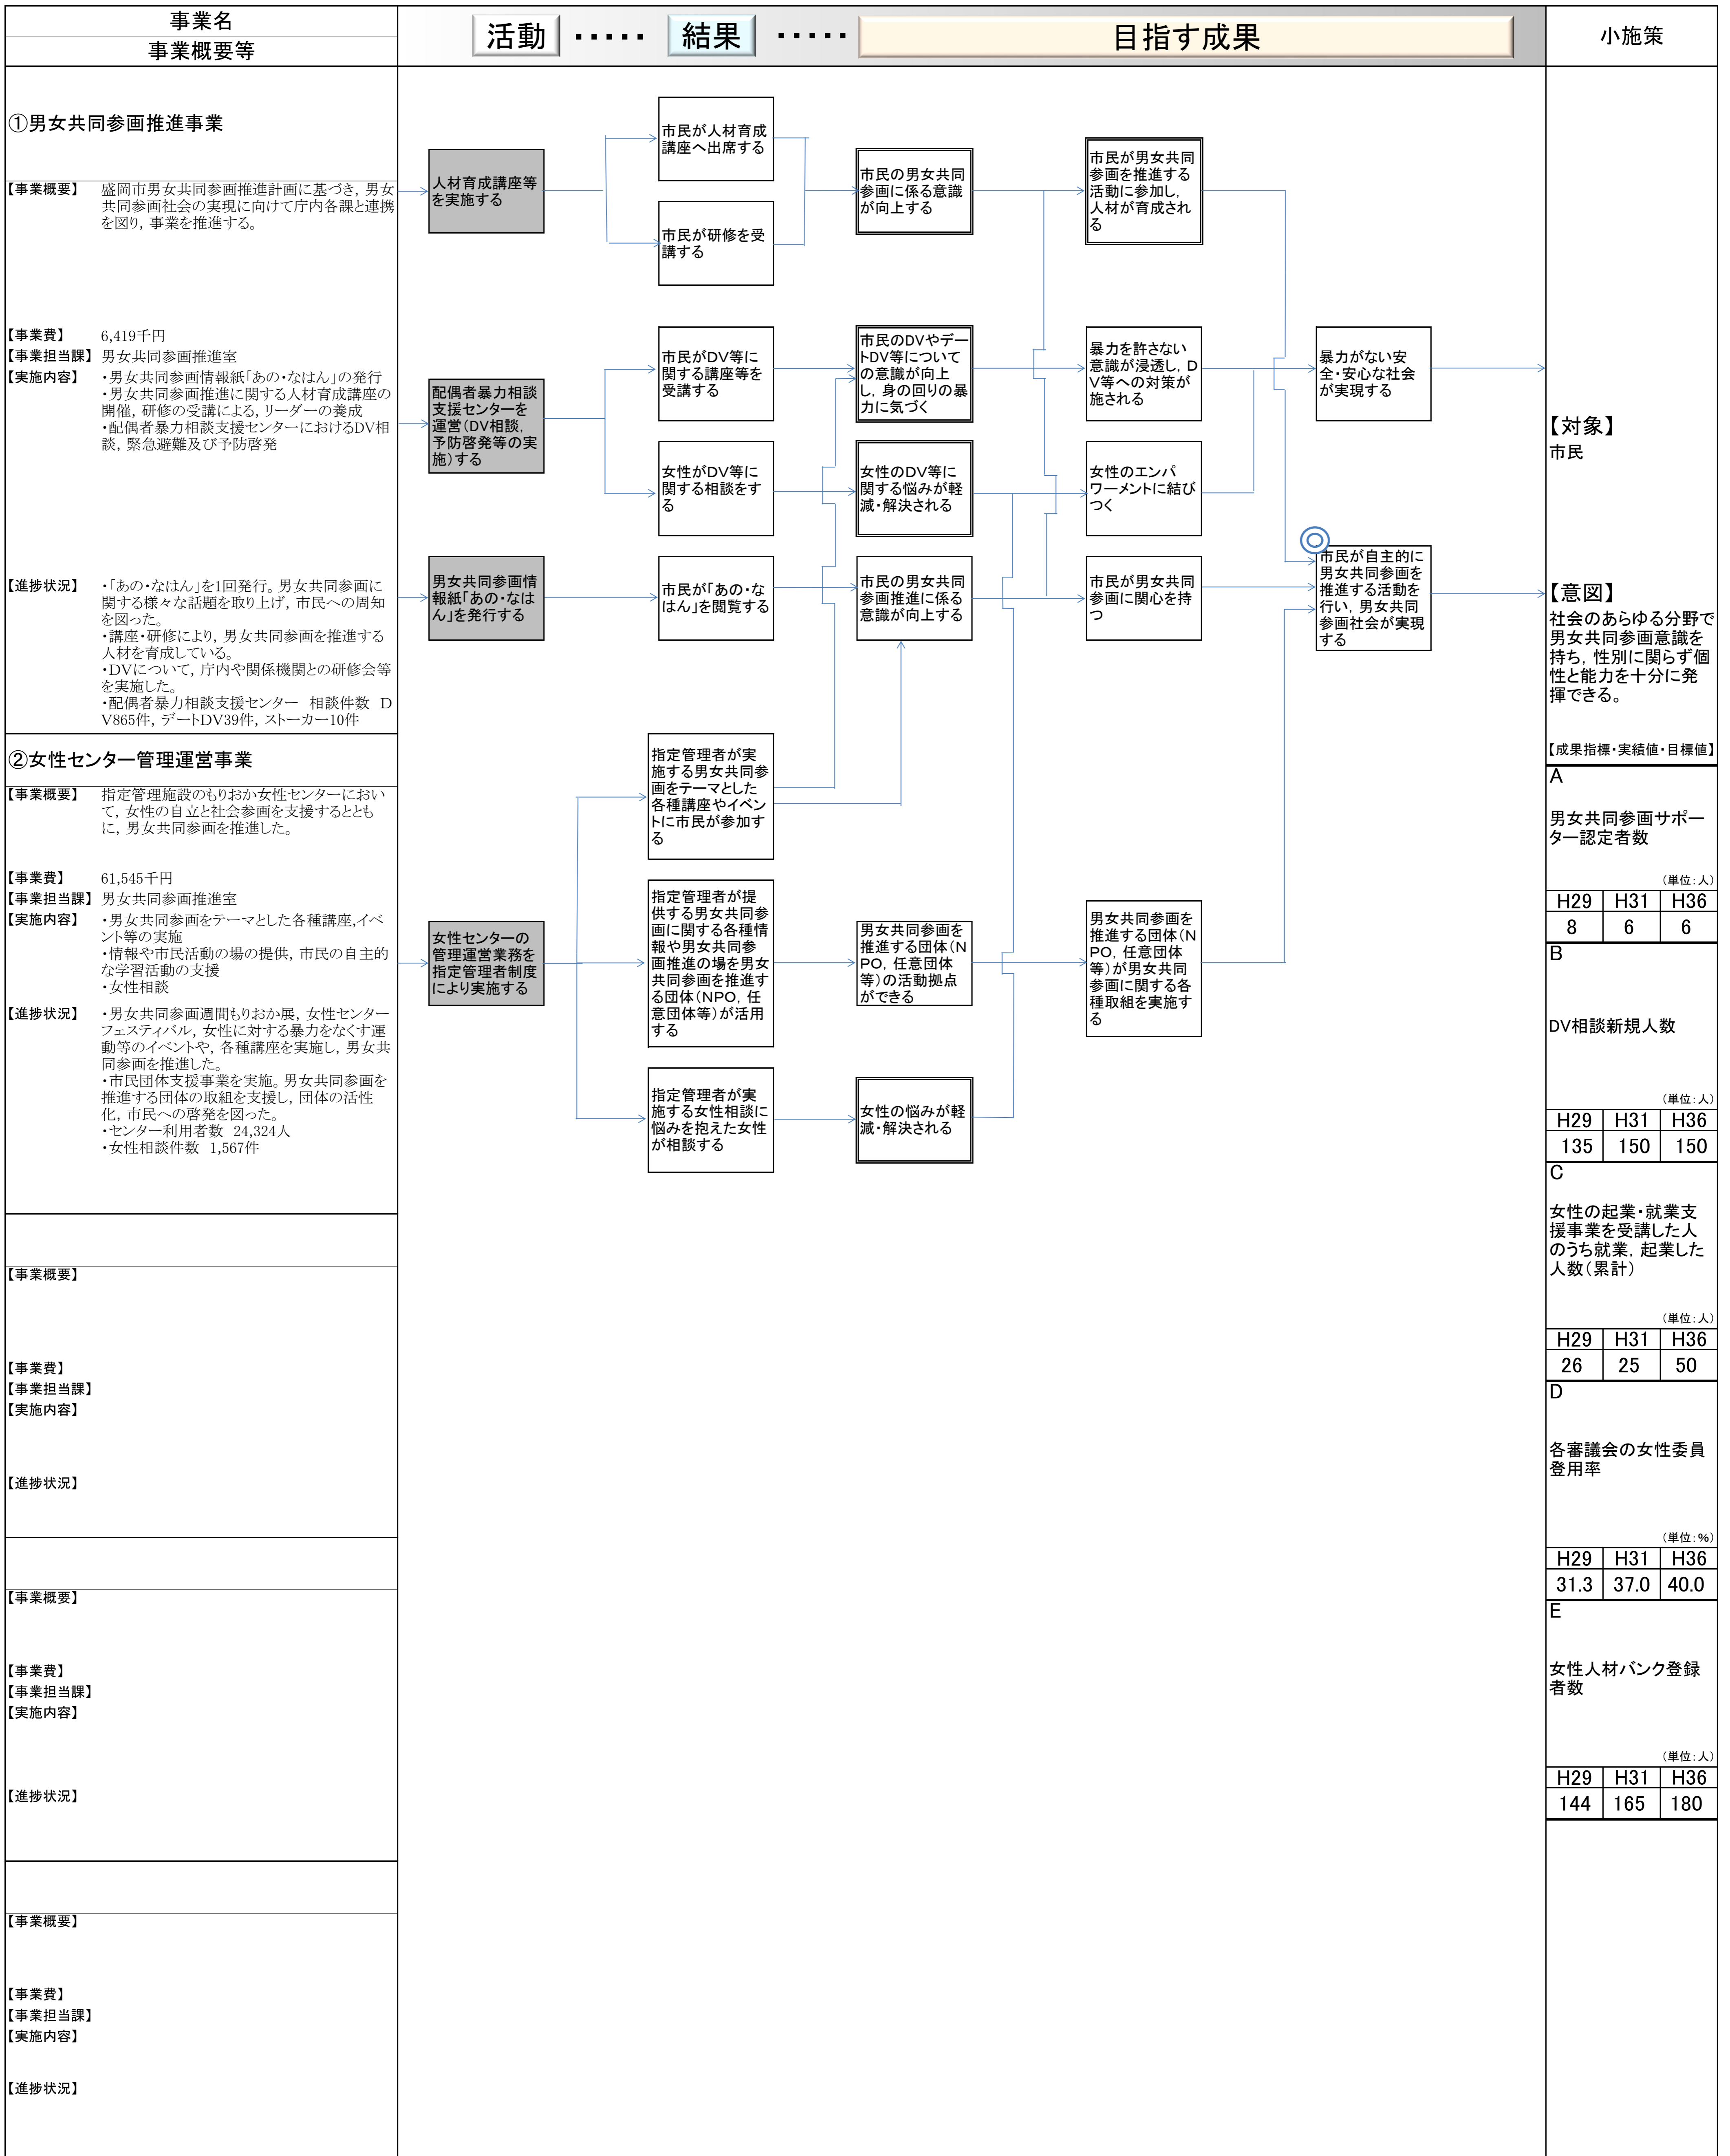 事業名
事業概要等
活動 ・・・・・ 結果 ・・・・・ 目指す成果
小施策
①男女共同参画推進事業
【事業概要】 盛岡市男女共同参画推進計画に基づき, 男女
共同参画社会の実現に向けて庁内各課と連携
を図り, 事業を推進する。
【事業費】 6,419千円
【事業担当課】 男女共同参画推進室
【実施内容】 ・男女共同参画情報紙「あの・なはん」の発行
・男女共同参画推進に関する人材育成講座の
開催, 研修の受講による, リーダーの養成
・配偶者暴力相談支援センターにおけるDV相
談, 緊急避難及び予防啓発
【進捗状況】 ・「あの・なはん」を1回発行。男女共同参画に
関する様々な話題を取り上げ, 市民への周知
を図った。
・講座・研修により, 男女共同参画を推進する
人材を育成している。
・DVについて, 庁内や関係機関との研修会等
を実施した。
・配偶者暴力相談支援センター 相談件数 D
V865件, デートDV39件, ストーカー10件
②女性センター管理運営事業
【事業概要】 指定管理施設のもりおか女性センターにおい
て, 女性の自立と社会参画を支援するととも
に, 男女共同参画を推進した。
【事業費】 61,545千円
【事業担当課】 男女共同参画推進室
【実施内容】 ・男女共同参画をテーマとした各種講座,イベ
ント等の実施
・情報や市民活動の場の提供, 市民の自主的
な学習活動の支援
・女性相談
【進捗状況】 ・男女共同参画週間もりおか展, 女性センター
フェスティバル, 女性に対する暴力をなくす運
動等のイベントや, 各種講座を実施し, 男女共
同参画を推進した。
・市民団体支援事業を実施。男女共同参画を
推進する団体の取組を支援し, 団体の活性
化, 市民への啓発を図った。
・センター利用者数 24,324人
・女性相談件数 1,567件
【事業概要】
【事業費】
【事業担当課】
【実施内容】
【進捗状況】
【事業概要】
【事業費】
【事業担当課】
【実施内容】
【進捗状況】
【事業概要】
【事業費】
【事業担当課】
【実施内容】
【進捗状況】
人材育成講座等
を実施する
市民が人材育成
講座へ出席する
市民が研修を受
講する
市民の男女共同
参画に係る意識
が向上する
市民が男女共同
参画を推進する
活動に参加し,
人材が育成され
る
配偶者暴力相談
支援センターを
運営(DV相談,
予防啓発等の実
施)する
市民がDV等に
関する講座等を
受講する
女性がDV等に
関する相談をす
る
市民のDVやデー
トDV等について
の意識が向上
し, 身の回りの暴
力に気づく
女性のDV等に
関する悩みが軽
減・解決される
暴力を許さない
意識が浸透し, D
V等への対策が
施される
女性のエンパ
ワーメントに結び
つく
暴力がない安
全・安心な社会
が実現する
男女共同参画情
報紙「あの・なは
ん」を発行する
市民が「あの・な
はん」を閲覧する
市民の男女共同
参画推進に係る
意識が向上する
市民が男女共同
参画に関心を持
つ
◎
市民が自主的に
男女共同参画を
推進する活動を
行い, 男女共同
参画社会が実現
する
女性センターの
管理運営業務を
指定管理者制度
により実施する
指定管理者が実
施する男女共同参
画をテーマとした
各種講座やイベン
トに市民が参加す
る
指定管理者が提
供する男女共同参
画に関する各種情
報や男女共同参
画推進の場を男女
共同参画を推進す
る団体(NPO, 任
意団体等)が活用
する
指定管理者が実
施する女性相談に
悩みを抱えた女性
が相談する
男女共同参画を
推進する団体(N
PO, 任意団体
等)の活動拠点
ができる
女性の悩みが軽
減・解決される
男女共同参画を
推進する団体(N
PO, 任意団体
等)が男女共同
参画に関する各
種取組を実施す
る
【対象】
市民
【意図】
社会のあらゆる分野で
男女共同参画意識を
持ち, 性別に関らず個
性と能力を十分に発
揮できる。
【成果指標・実績値・目標値】
A
男女共同参画サポー
ター認定者数
(単位:人)
H29 H31 H36
8 6 6
B
DV相談新規人数
(単位:人)
H29 H31 H36
135 150 150
C
女性の起業・就業支
援事業を受講した人
のうち就業, 起業した
人数(累計)
(単位:人)
H29 H31 H36
26 25 50
D
各審議会の女性委員
登用率
(単位:%)
H29 H31 H36
31.3 37.0 40.0
E
女性人材バンク登録
者数
(単位:人)
H29 H31 H36
144 165 180